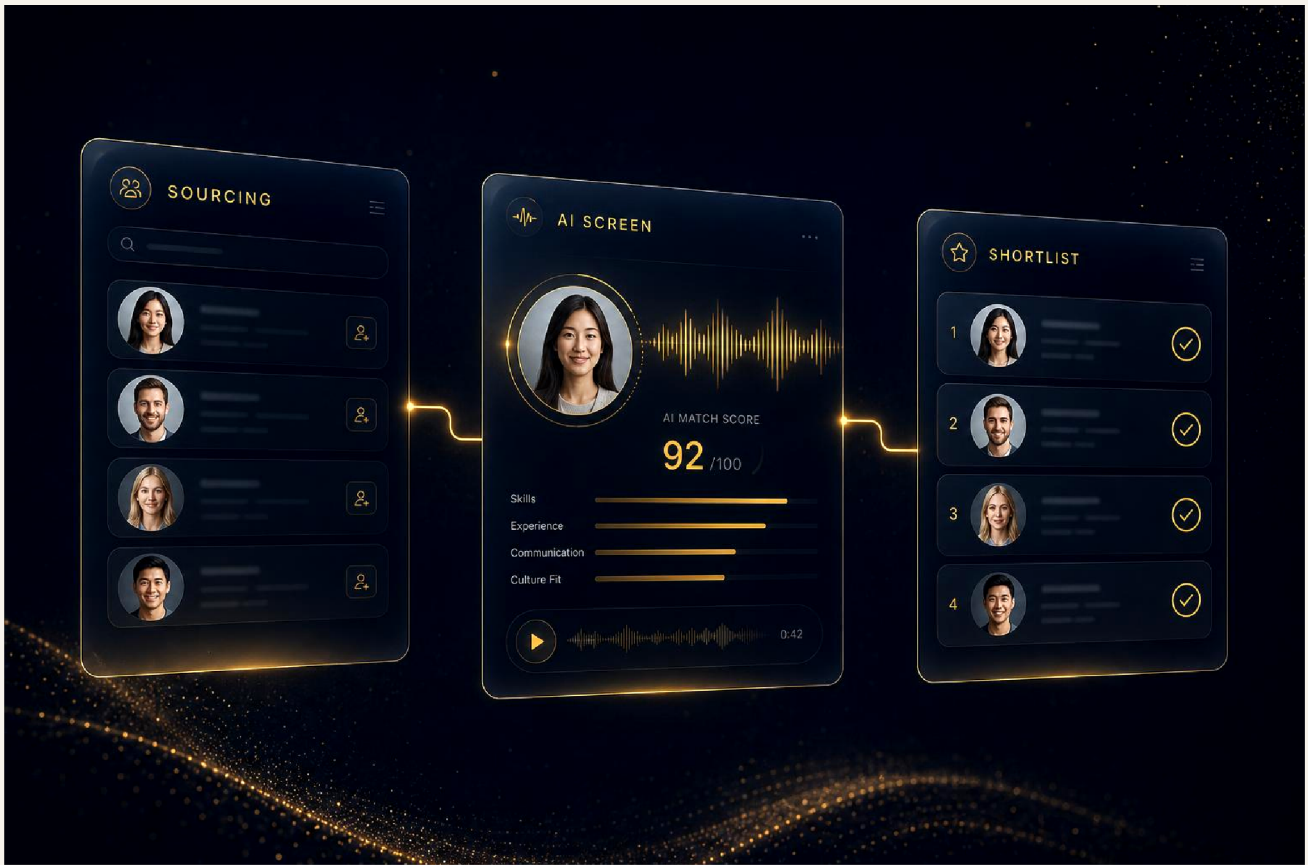 SOURCING
AI SCREEN
AI MATCH SCORE
92 /100
Skills
Experience
Communication
Culture Fit
0:42
SHORTLIST
1
2
3
4